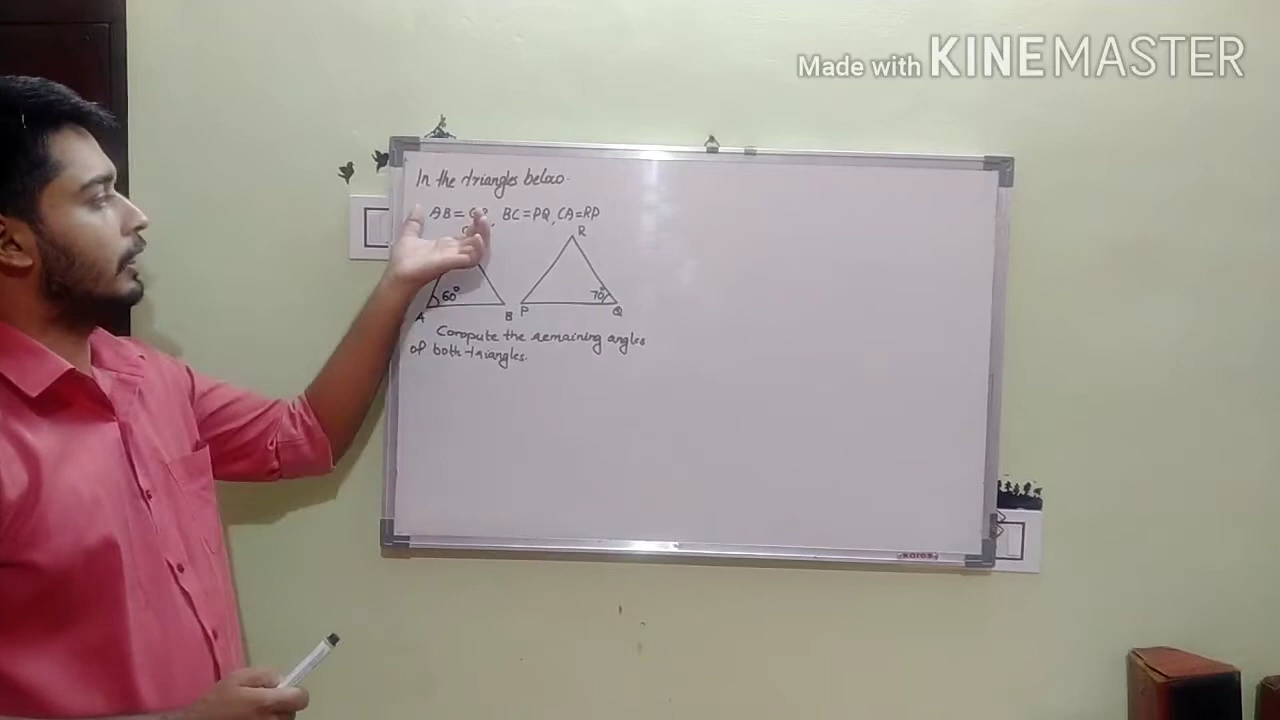 Made with KINEMASTER
In the triangles below.
AB= , BC=PQ, CA=RP
R
60° 70°
A B P Q
Compute the remaining angles
of both triangles.
KOROS